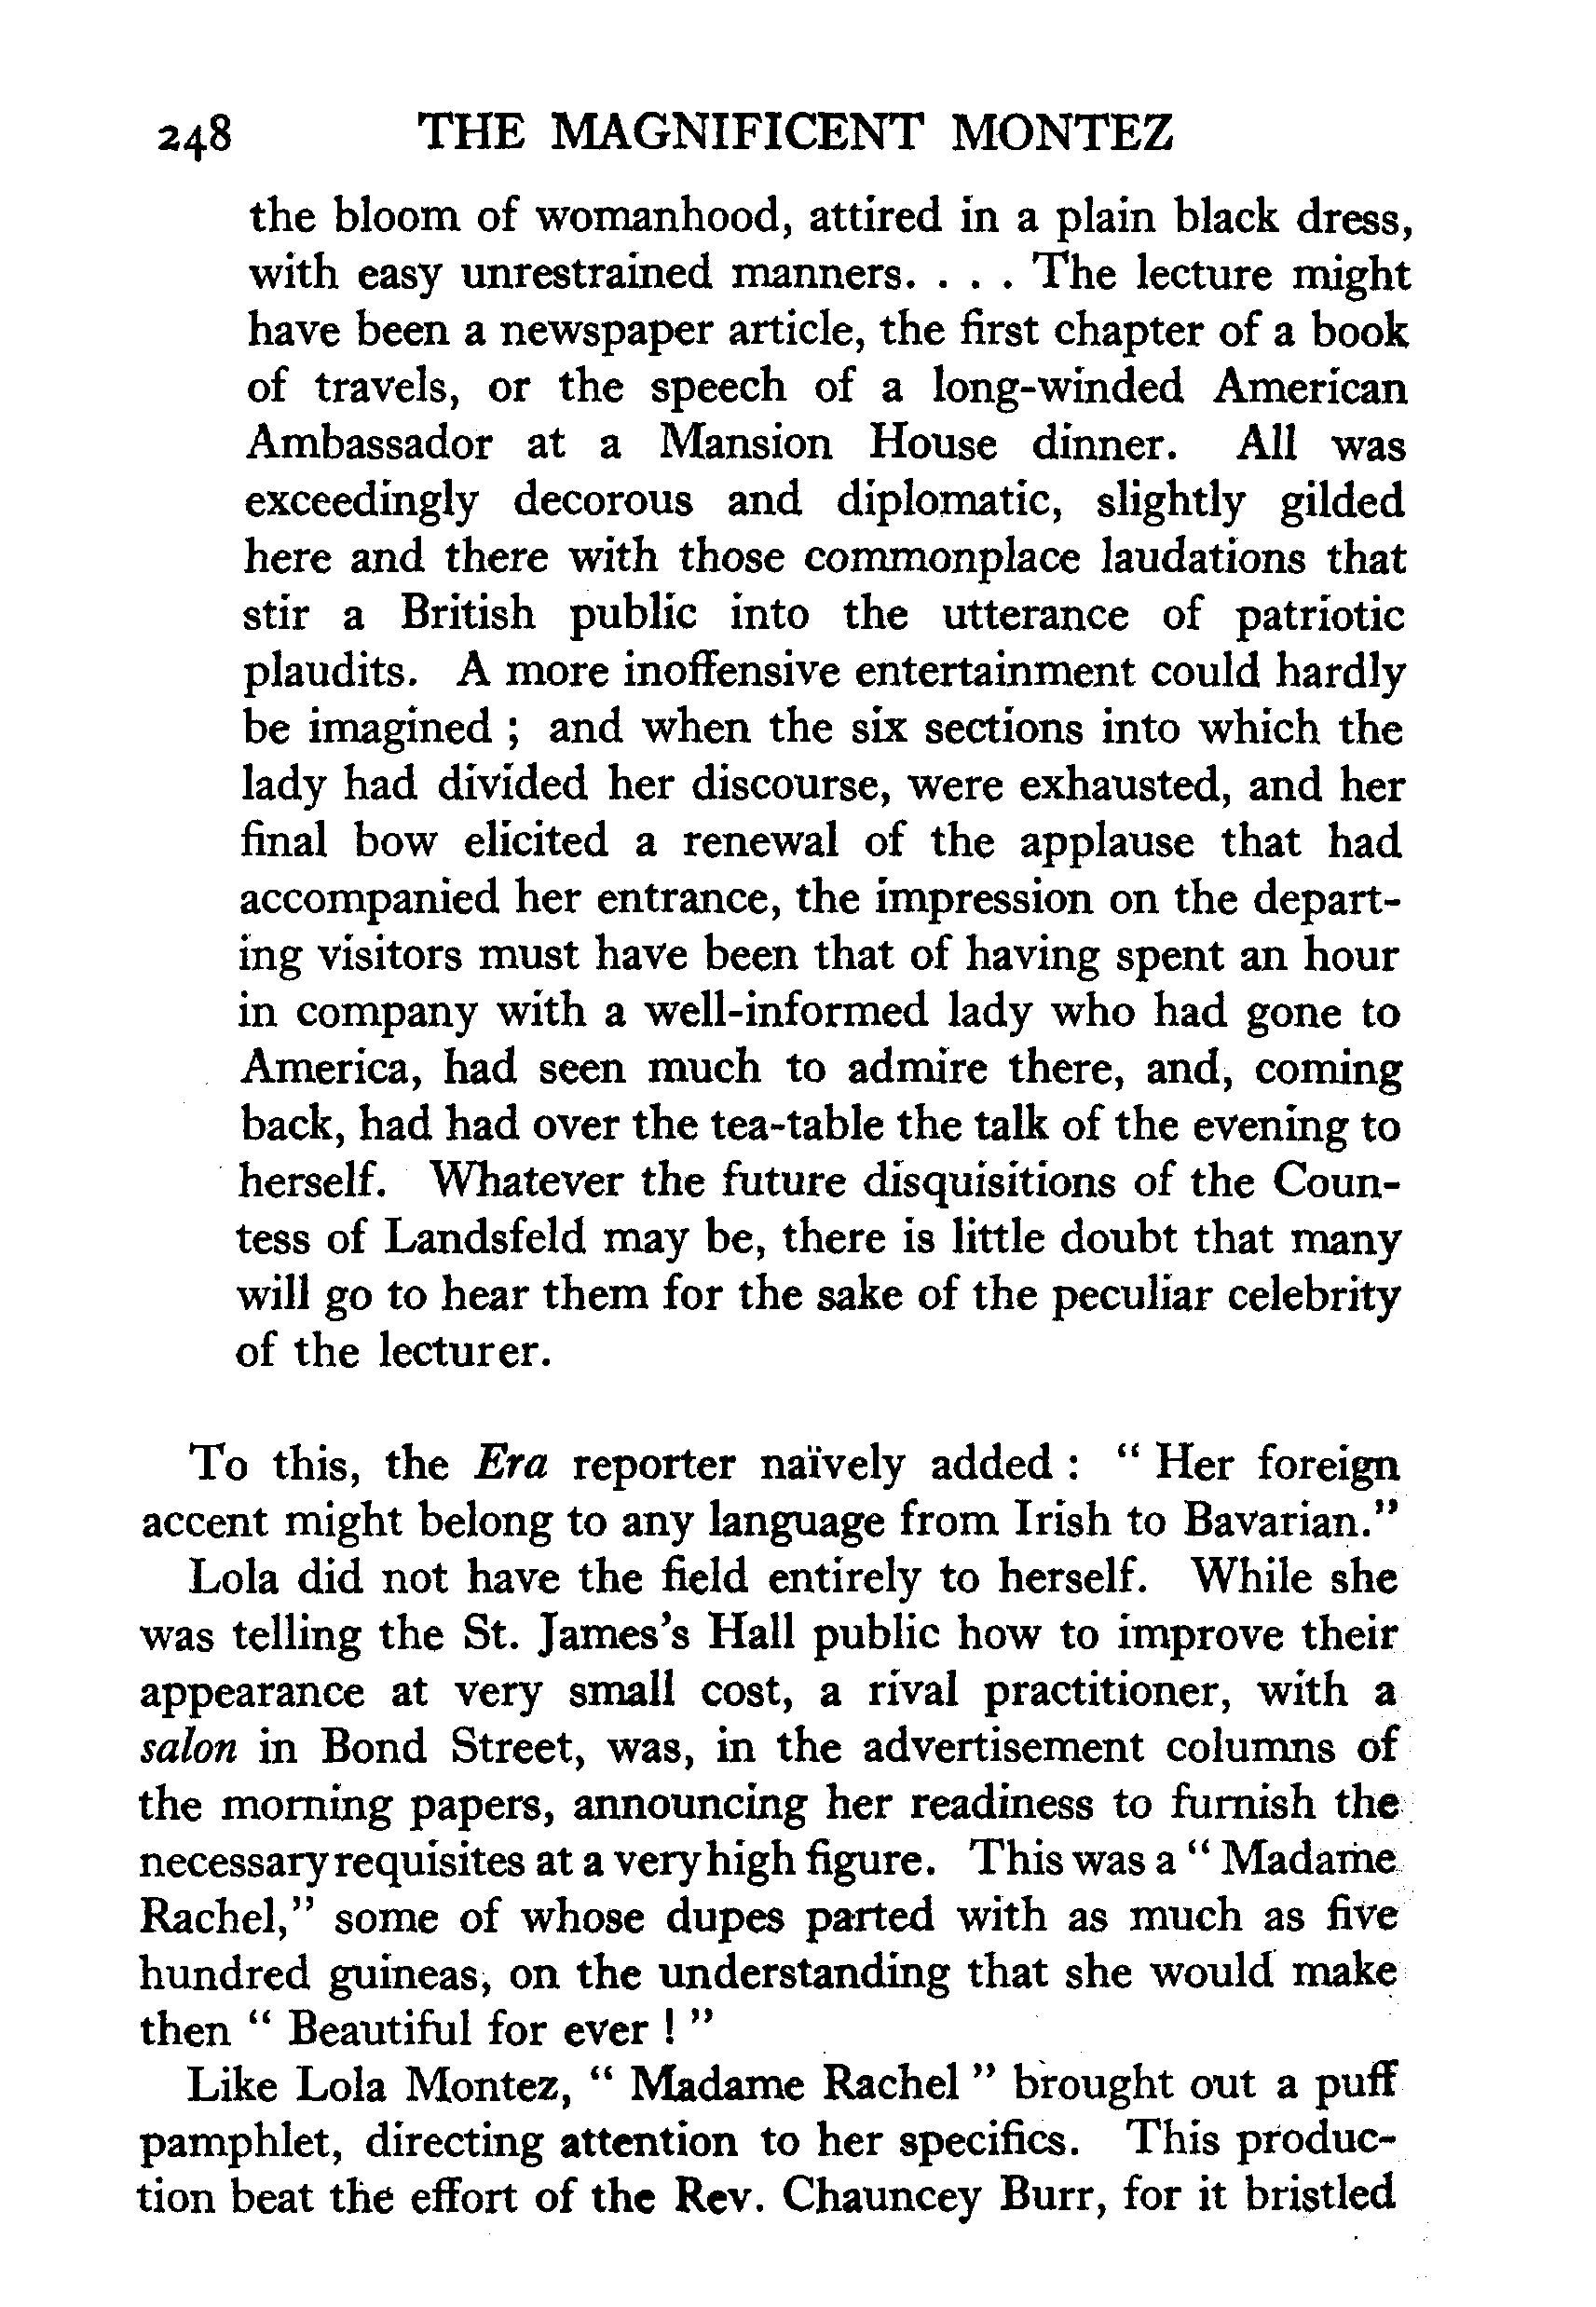 248 THE MAGNIFICENT MONTEZ
the bloom of womanhood, attired in a plain black dress,
with easy unrestrained manners. . . . The lecture might
have been a newspaper article, the first chapter of a book
of travels, or the speech of a long-winded American
Ambassador at a Mansion House dinner. All was
exceedingly decorous and diplomatic, slightly gilded
here and there with those commonplace laudations that
stir a British public into the utterance of patriotic
plaudits. A more inoffensive entertainment could hardly
be imagined ; and when the six sections into which the
lady had divided her discourse, were exhausted, and her
final bow elicited a renewal of the applause that had
accompanied her entrance, the impression on the depart-
ing visitors must have been that of having spent an hour
in company with a well-informed lady who had gone to
America, had seen much to admire there, and, coming
back, had had over the tea-table the talk of the evening to
herself. Whatever the future disquisitions of the Coun-
tess of Landsfeld may be, there is little doubt that many
will go to hear them for the sake of the peculiar celebrity
of the lecturer.
To this, the Era reporter naïvely added : " Her foreign
accent might belong to any language from Irish to Bavarian."
Lola did not have the field entirely to herself. While she
was telling the St. James's Hall public how to improve their
appearance at very small cost, a rival practitioner, with a
salon in Bond Street, was, in the advertisement columns of
the morning papers, announcing her readiness to furnish the
necessary requisites at a very high figure. This was a " Madame
Rachel," some of whose dupes parted with as much as five
hundred guineas, on the understanding that she would make
then " Beautiful for ever ! "
Like Lola Montez, " Madame Rachel " brought out a puff
pamphlet, directing attention to her specifics. This produc-
tion beat the effort of the Rev. Chauncey Burr, for it bristled